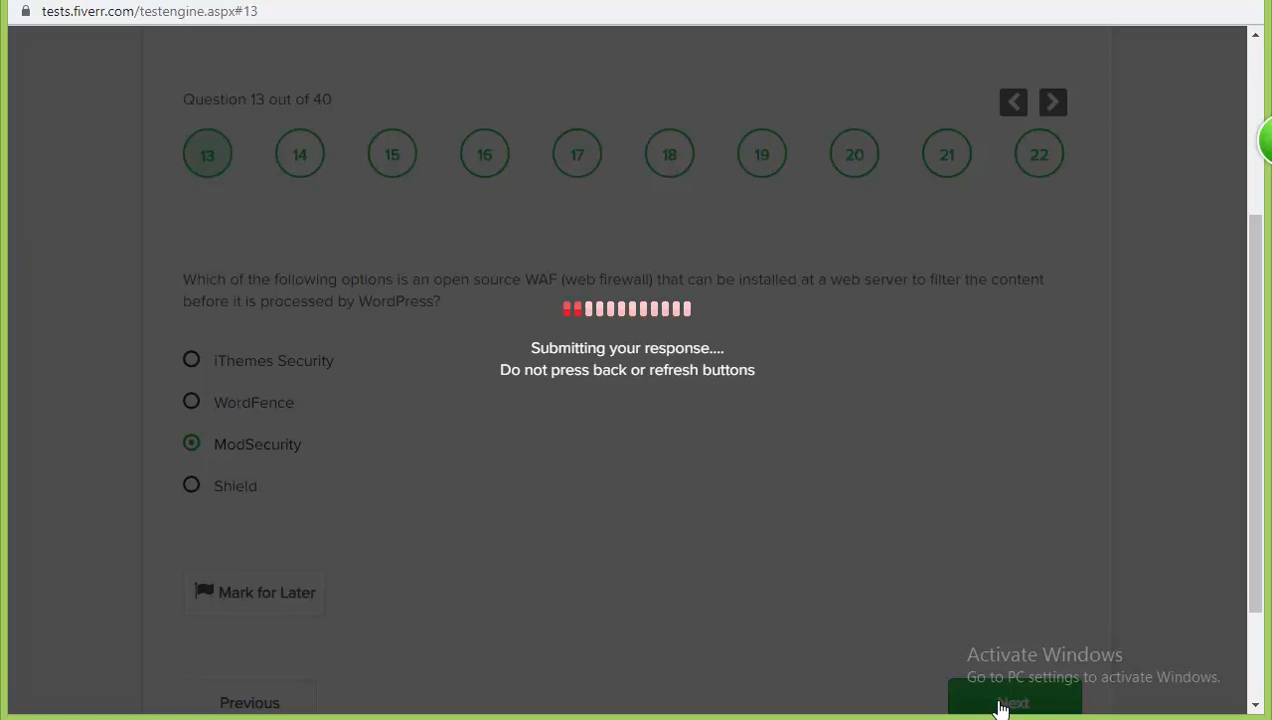 tests.fiverr.com/testengine.aspx#13
Question 13 out of 40
13 14 15 16 17 18 19 20 21 22
Which of the following options is an open source WAF (web firewall) that can be installed at a web server to filter the content
before it is processed by WordPress?
Submitting your response....
Do not press back or refresh buttons
iThemes Security
WordFence
ModSecurity
Shield
Mark for Later
Activate Windows
Go to PC settings to activate Windows.
Previous
Next